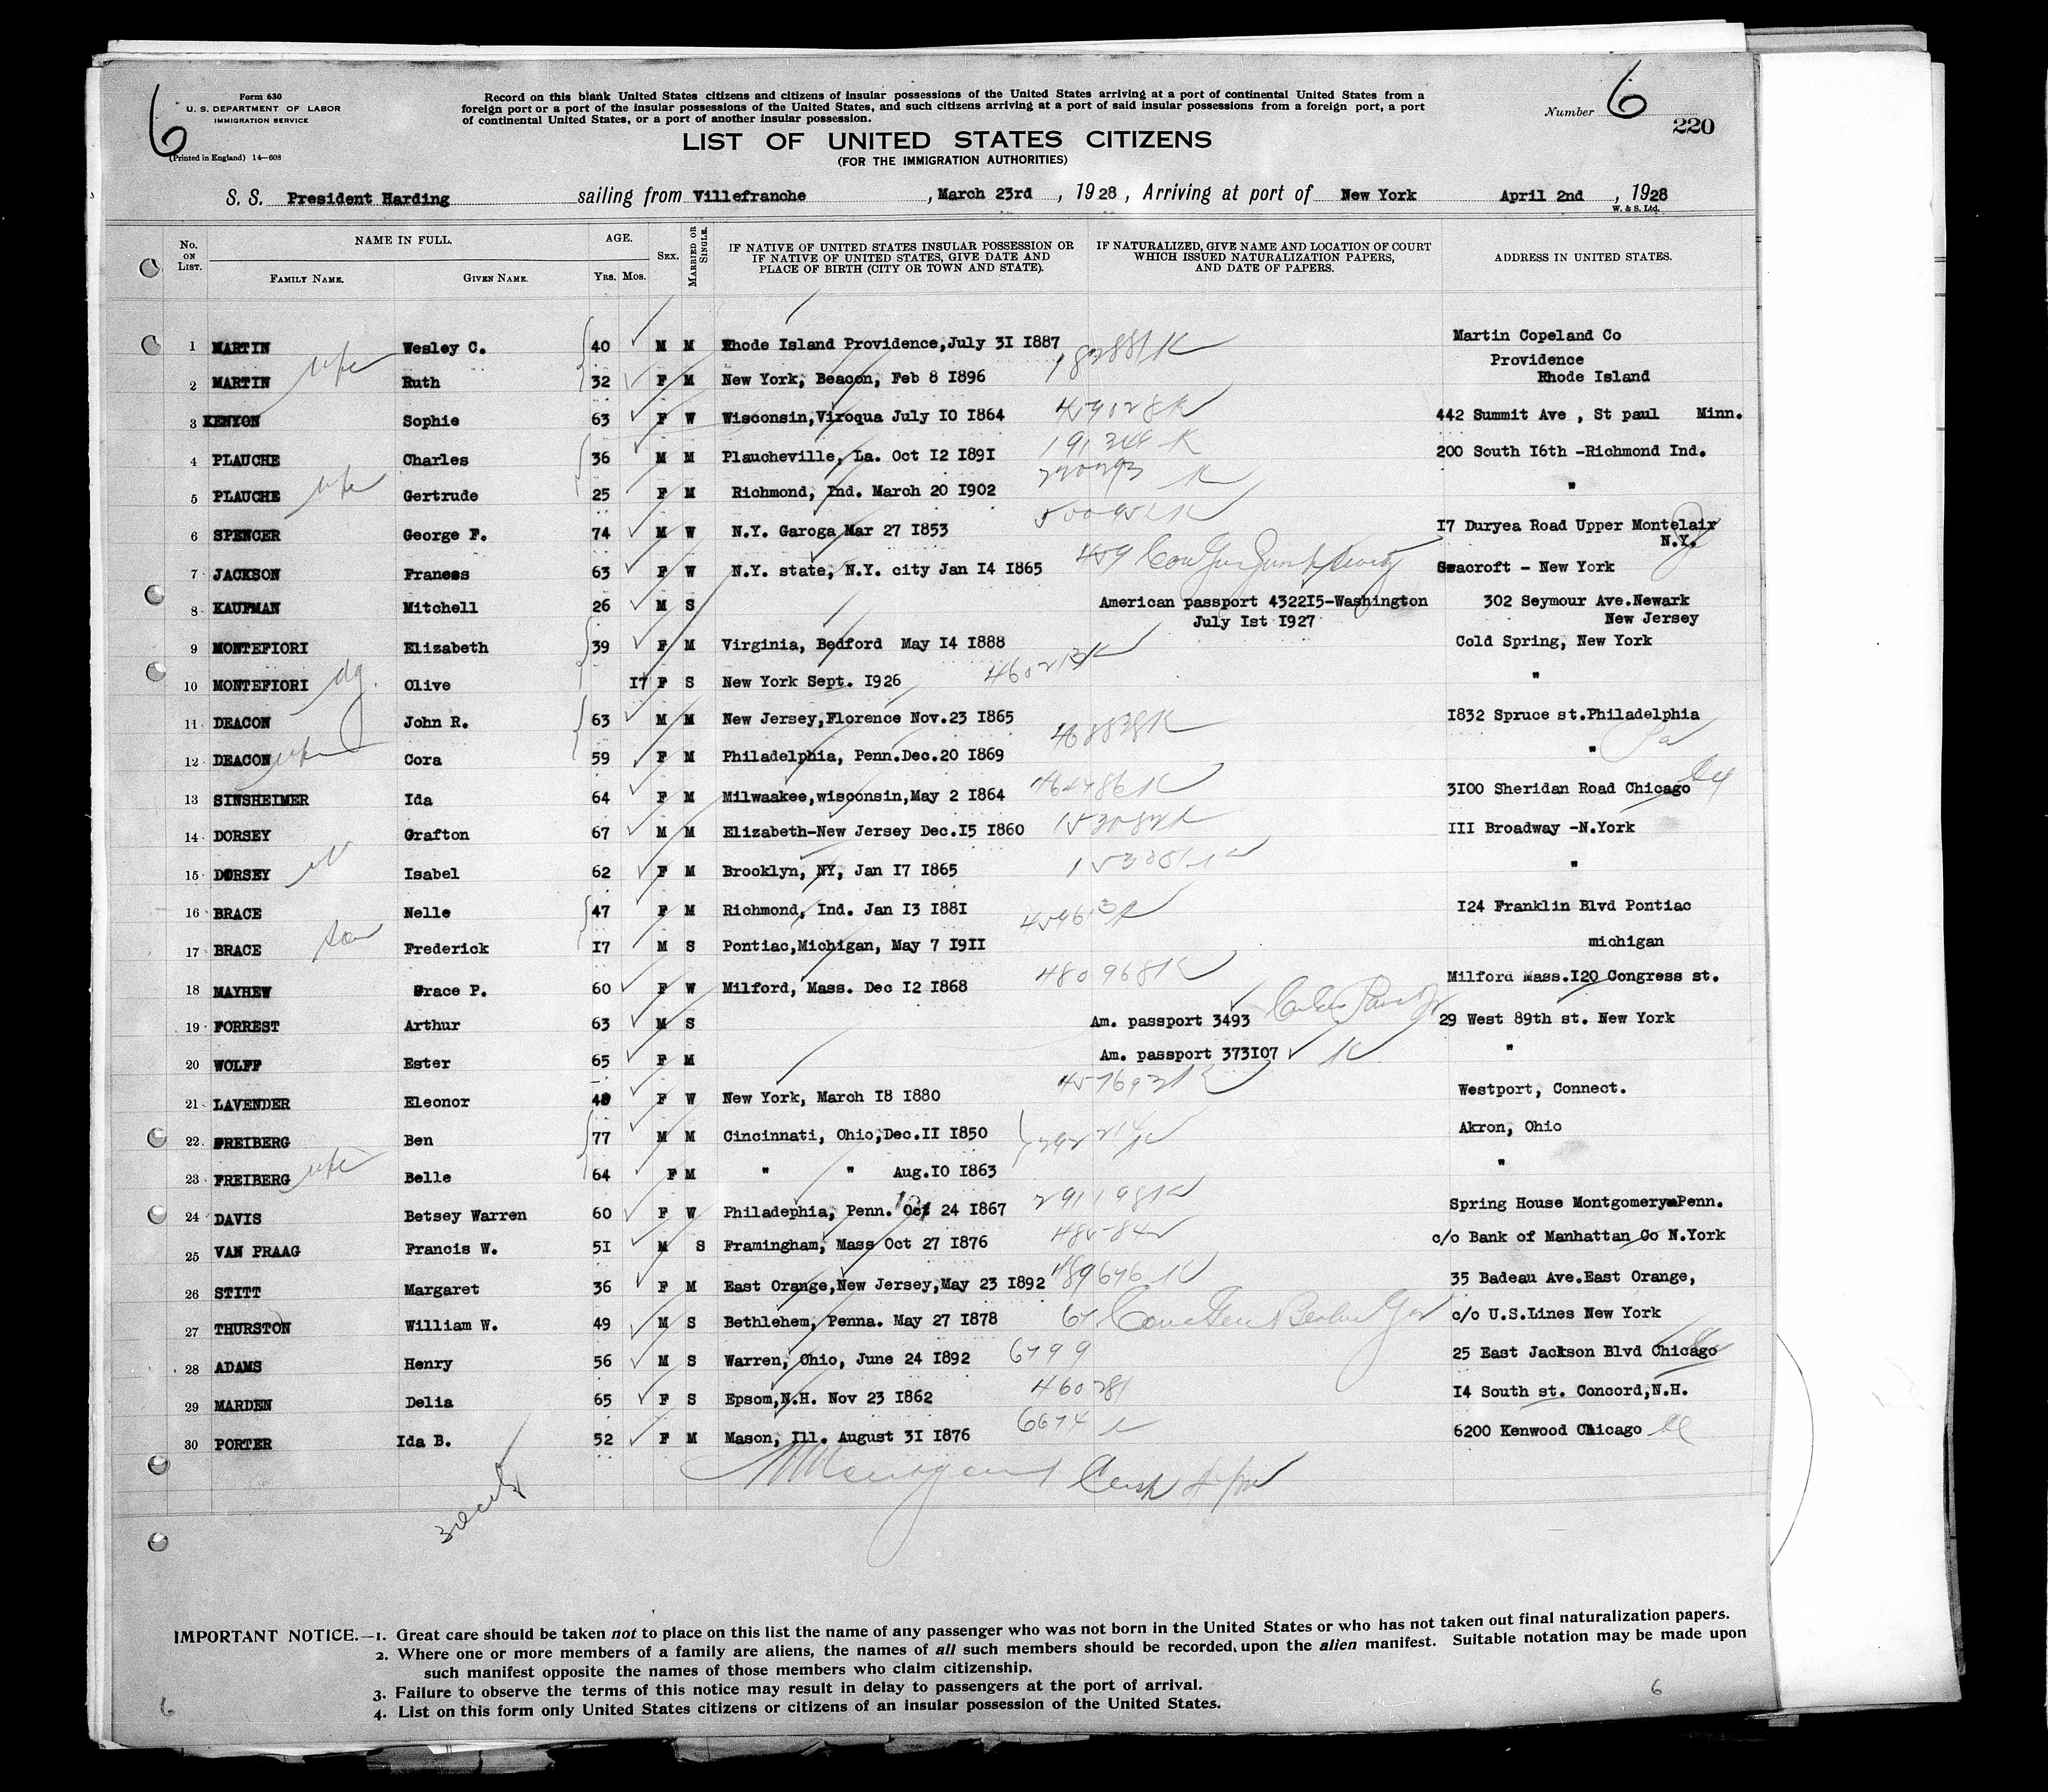 6
Form 630
U. S. DEPARTMENT OF LABOR
IMMIGRATION SERVICE
(Printed in England) 14—608
Record on this blank United States citizens and citizens of insular possessions of the United States arriving at a port of continental United States from a
foreign port or a port of the insular possessions of the United States, and such citizens arriving at a port of said insular possessions from a foreign port, a port
of continental United States, or a port of another insular possession.
Number 6
220
LIST OF UNITED STATES CITIZENS
(FOR THE IMMIGRATION AUTHORITIES)
S. S. President Harding sailing from Villefranche , March 23rd , 1928 , Arriving at port of New York April 2nd , 1928
W. & S. Ltd.
No. ON LIST. NAME IN FULL. FAMILY NAME. GIVEN NAME. AGE. YRS. MOS. SEX. MARRIED OR SINGLE. IF NATIVE OF UNITED STATES INSULAR POSSESSION OR IF NATIVE OF UNITED STATES, GIVE DATE AND PLACE OF BIRTH (CITY OR TOWN AND STATE). IF NATURALIZED, GIVE NAME AND LOCATION OF COURT WHICH ISSUED NATURALIZATION PAPERS, AND DATE OF PAPERS. ADDRESS IN UNITED STATES.
1 MARTIN Wesley C. 40 M M Rhode Island Providence,July 31 1887 182881K Martin Copeland Co
Providence
2 MARTIN wfe Ruth 32 F M New York, Beacon, Feb 8 1896 Rhode Island
3 KENYON Sophie 63 F W Wisconsin,Viroqua July 10 1864 459028K 442 Summit Ave , St paul Minn.
4 PLAUCHE Charles 36 M M Plaucheville, La. Oct 12 1891 191344 K 200 South 16th -Richmond Ind.
5 PLAUCHE wfe Gertrude 25 F M Richmond, Ind. March 20 1902 K "
6 SPENCER George F. 74 M W N.Y. Garoga Mar 27 1853 17 Duryea Road Upper Montclair
N.Y.
7 JACKSON Frances 63 F W N.Y. state, N.Y. city Jan 14 1865 459 Seacroft - New York
8 KAUFMAN Mitchell 26 M S American passport 432215-Washington 302 Seymour Ave.Newark
July 1st 1927 New Jersey
9 MONTEFIORI Elizabeth 39 F M Virginia, Bedford May 14 1888 Cold Spring, New York
10 MONTEFIORI dg. Olive 17 F S New York Sept. 1926 460213K "
11 DEACON John R. 63 M M New Jersey,Florence Nov.23 1865 1832 Spruce st.Philadelphia
12 DEACON wfe Cora 59 F M Philadelphia, Penn.Dec.20 1869 468838K " Pa
13 SINSHEIMER Ida 64 F M Milwaakee,wisconsin,May 2 1864 464486K 3100 Sheridan Road Chicago
14 DORSEY Grafton 67 M M Elizabeth-New Jersey Dec.15 1860 111 Broadway -N.York
15 DORSEY Isabel 62 F M Brooklyn, NY, Jan 17 1865 "
16 BRACE Nelle 47 F M Richmond, Ind. Jan 13 1881 124 Franklin Blvd Pontiac
17 BRACE son Frederick 17 M S Pontiac,Michigan, May 7 1911 michigan
18 MAYHEW Grace P. 60 F W Milford, Mass. Dec 12 1868 480968K Milford Mass.120 Congress st.
19 FORREST Arthur 63 M S Am. passport 3493 29 West 89th st. New York
20 WOLFF Ester 65 F M Am. passport 373107 K "
21 LAVENDER Eleonor 48 F W New York, March 18 1880 Westport, Connect.
22 FREIBERG Ben 77 M M Cincinnati, Ohio,Dec.11 1850 Akron, Ohio
23 FREIBERG wfe Belle 64 F M " " Aug.10 1863 "
24 DAVIS Betsey Warren 60 F W Philadephia, Penn. Oct 24 1867 291198K Spring House Montgomery Penn.
25 VAN PRAAG Francis W. 51 M S Framingham, Mass Oct 27 1876 c/o Bank of Manhattan Co N.York
26 STITT Margaret 36 F M East Orange,New Jersey,May 23 1892 489676 K 35 Badeau Ave.East Orange,
27 THURSTON William W. 49 M S Bethlehem, Penna. May 27 1878 c/o U.S.Lines New York
28 ADAMS Henry 56 M S Warren, Ohio, June 24 1892 6799 25 East Jackson Blvd Chicago
29 MARDEN Delia 65 F S Epsom,N.H. Nov 23 1862 460281 14 South st. Concord,N.H.
30 PORTER Ida B. 52 F M Mason, Ill. August 31 1876 6674 6200 Kenwood Chicago
IMPORTANT NOTICE.—1. Great care should be taken not to place on this list the name of any passenger who was not born in the United States or who has not taken out final naturalization papers.
2. Where one or more members of a family are aliens, the names of all such members should be recorded upon the alien manifest. Suitable notation may be made upon
such manifest opposite the names of those members who claim citizenship.
3. Failure to observe the terms of this notice may result in delay to passengers at the port of arrival.
4. List on this form only United States citizens or citizens of an insular possession of the United States.
6
6